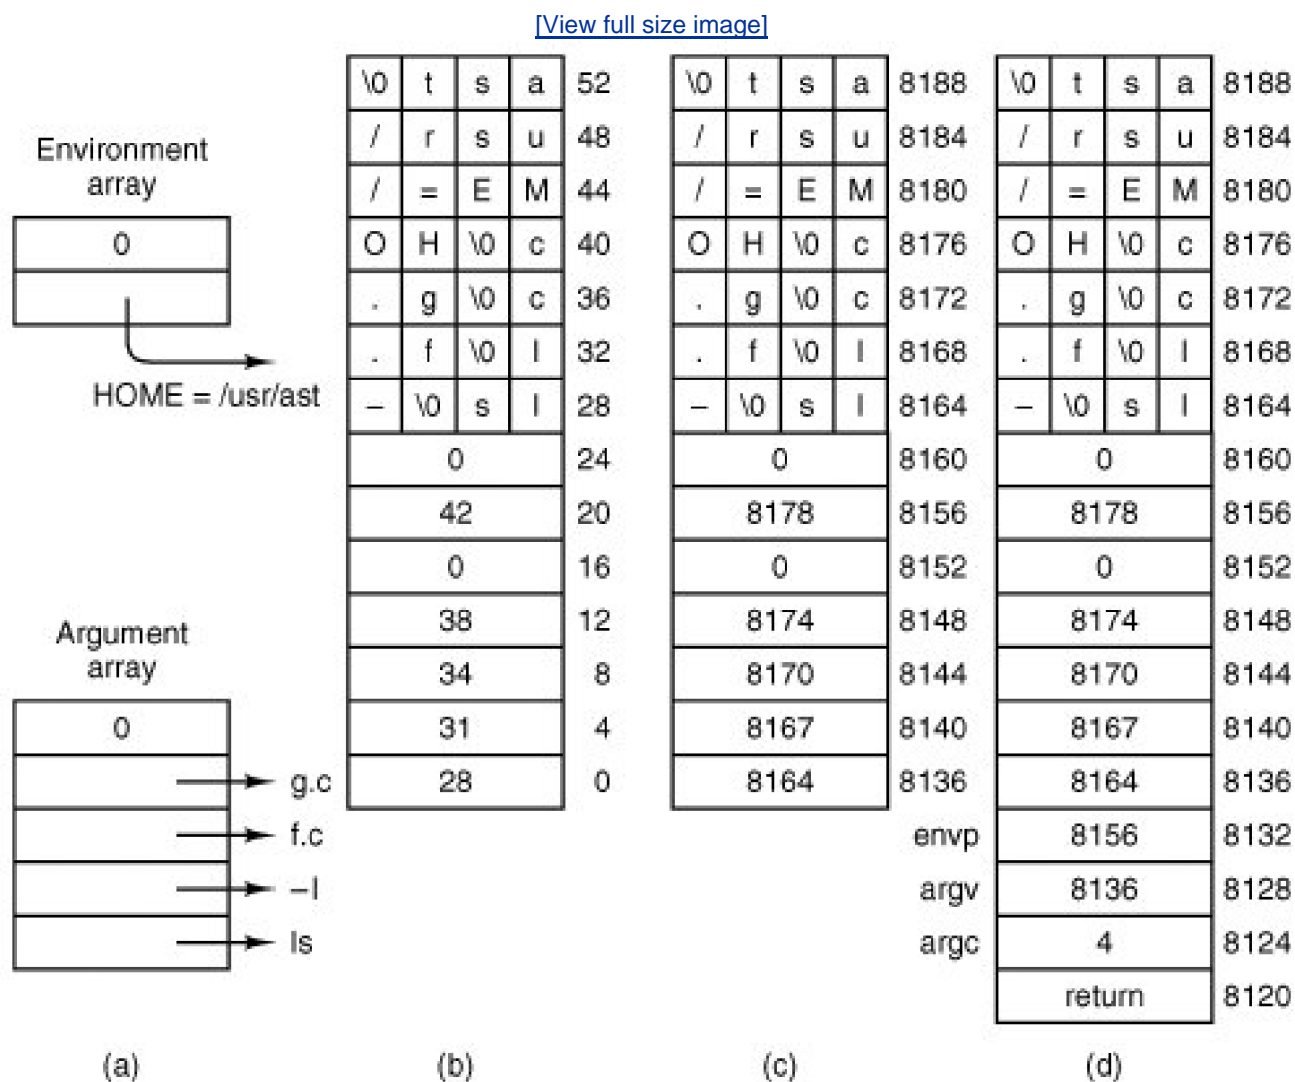 [View full size image]
Environment
array
0
HOME = /usr/ast
Argument
array
0
g.c
f.c
–l
ls
(a)
\0 t s a 52
/ r s u 48
/ = E M 44
O H \0 c 40
. g \0 c 36
. f \0 l 32
– \0 s l 28
0 24
42 20
0 16
38 12
34 8
31 4
28 0
(b)
\0 t s a 8188
/ r s u 8184
/ = E M 8180
O H \0 c 8176
. g \0 c 8172
. f \0 l 8168
– \0 s l 8164
0 8160
8178 8156
0 8152
8174 8148
8170 8144
8167 8140
8164 8136
(c)
\0 t s a 8188
/ r s u 8184
/ = E M 8180
O H \0 c 8176
. g \0 c 8172
. f \0 l 8168
– \0 s l 8164
0 8160
8178 8156
0 8152
8174 8148
8170 8144
8167 8140
8164 8136
envp 8156 8132
argv 8136 8128
argc 4 8124
return 8120
(d)